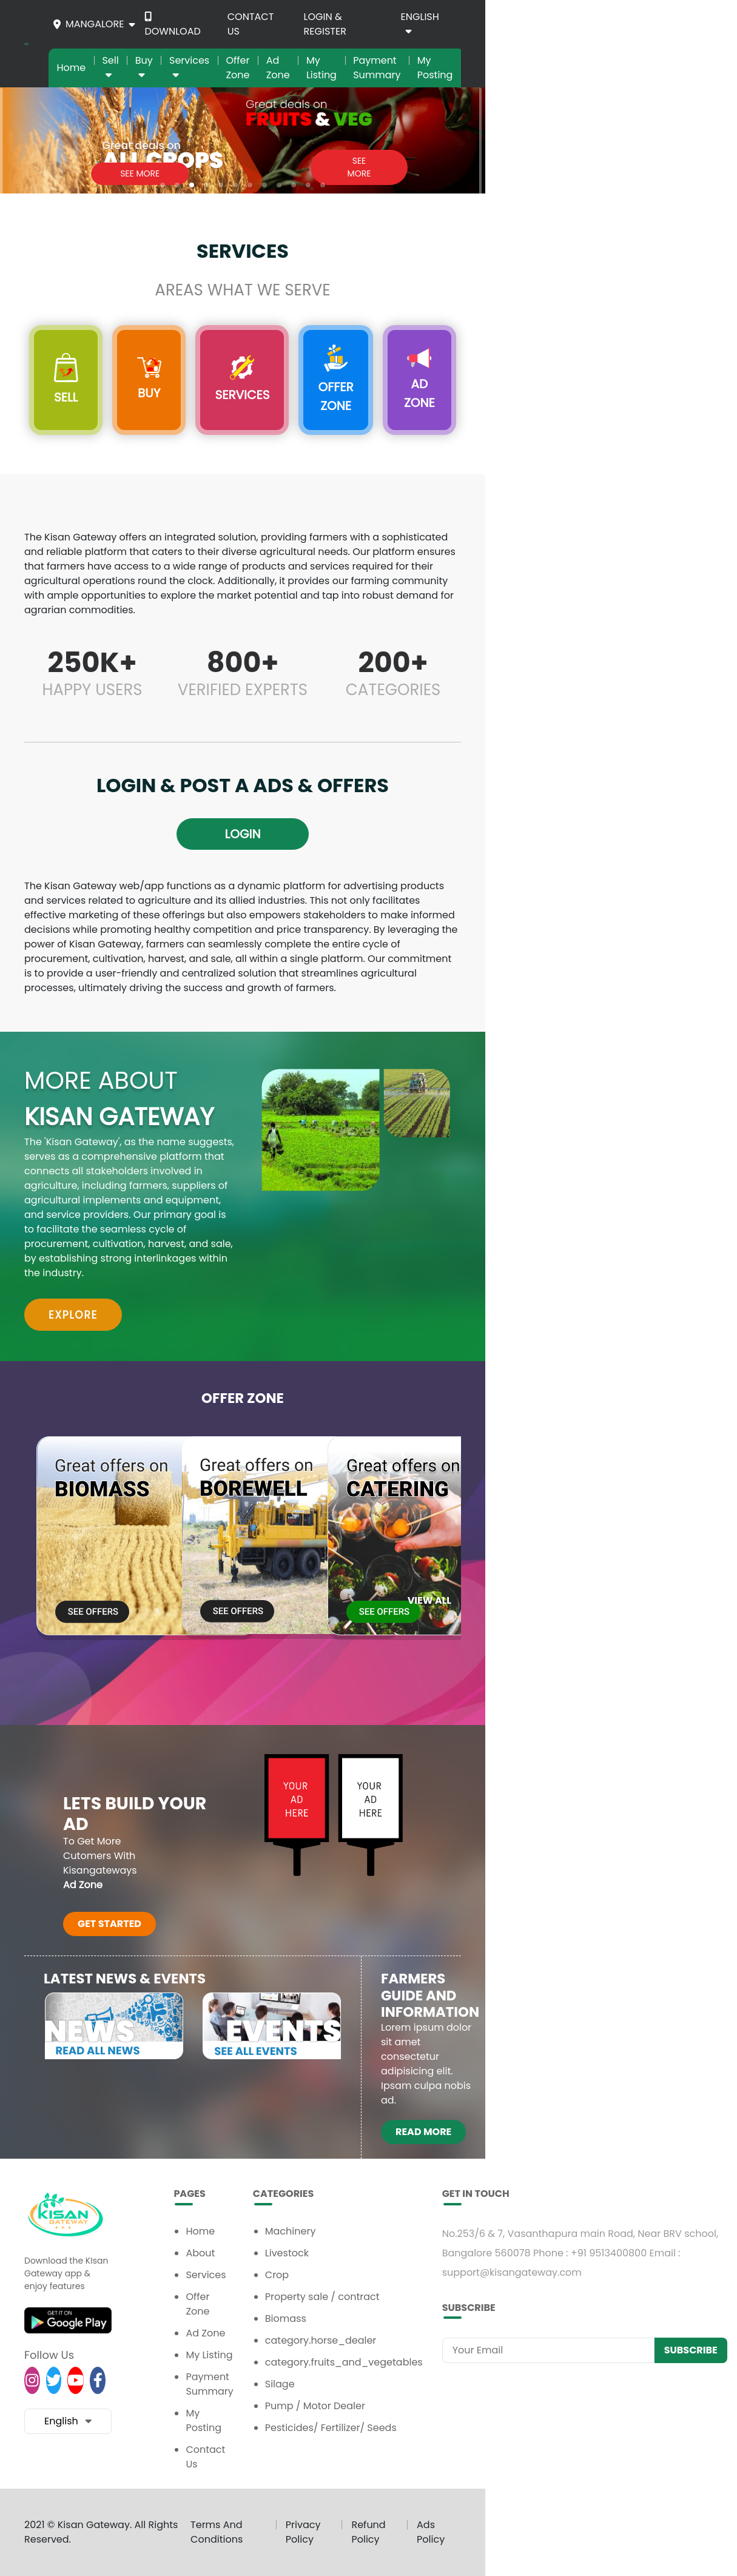 MANGALORE
DOWNLOAD
CONTACT US
LOGIN & REGISTER
ENGLISH
Home
Sell
Buy
Services
Offer Zone
Ad Zone
My Listing
Payment Summary
My Posting
Great deals on
FRUITS & VEG
SEE MORE
Great deals on
ALL CROPS
SEE MORE
SERVICES
AREAS WHAT WE SERVE
SELL
BUY
SERVICES
OFFER ZONE
AD ZONE
The Kisan Gateway offers an integrated solution, providing farmers with a sophisticated
and reliable platform that caters to their diverse agricultural needs. Our platform ensures
that farmers have access to a wide range of products and services required for their
agricultural operations round the clock. Additionally, it provides our farming community
with ample opportunities to explore the market potential and tap into robust demand for
agrarian commodities.
250K+
HAPPY USERS
800+
VERIFIED EXPERTS
200+
CATEGORIES
LOGIN & POST A ADS & OFFERS
LOGIN
The Kisan Gateway web/app functions as a dynamic platform for advertising products
and services related to agriculture and its allied industries. This not only facilitates
effective marketing of these offerings but also empowers stakeholders to make informed
decisions while promoting healthy competition and price transparency. By leveraging the
power of Kisan Gateway, farmers can seamlessly complete the entire cycle of
procurement, cultivation, harvest, and sale, all within a single platform. Our commitment
is to provide a user-friendly and centralized solution that streamlines agricultural
processes, ultimately driving the success and growth of farmers.
MORE ABOUT
KISAN GATEWAY
The 'Kisan Gateway', as the name suggests,
serves as a comprehensive platform that
connects all stakeholders involved in
agriculture, including farmers, suppliers of
agricultural implements and equipment,
and service providers. Our primary goal is
to facilitate the seamless cycle of
procurement, cultivation, harvest, and sale,
by establishing strong interlinkages within
the industry.
EXPLORE
OFFER ZONE
Great offers on
BIOMASS
SEE OFFERS
Great offers on
BOREWELL
SEE OFFERS
Great offers on
CATERING
VIEW ALL
SEE OFFERS
LETS BUILD YOUR
AD
To Get More
Cutomers With
Kisangateways
Ad Zone
GET STARTED
YOUR
AD
HERE
YOUR
AD
HERE
LATEST NEWS & EVENTS
NEWS
READ ALL NEWS
EVENTS
SEE ALL EVENTS
FARMERS
GUIDE AND
INFORMATION
Lorem ipsum dolor
sit amet
consectetur
adipisicing elit.
Ipsam culpa nobis
ad.
READ MORE
KISAN
GATEWAY
Download the KIsan
Gateway app &
enjoy features
GET IT ON
Google Play
Follow Us
English
PAGES
Home
About
Services
Offer
Zone
Ad Zone
My Listing
Payment
Summary
My
Posting
Contact
Us
CATEGORIES
Machinery
Livestock
Crop
Property sale / contract
Biomass
category.horse_dealer
category.fruits_and_vegetables
Silage
Pump / Motor Dealer
Pesticides/ Fertilizer/ Seeds
GET IN TOUCH
No.253/6 & 7, Vasanthapura main Road, Near BRV school,
Bangalore 560078 Phone : +91 9513400800 Email :
support@kisangateway.com
SUBSCRIBE
Your Email
SUBSCRIBE
2021 © Kisan Gateway. All Rights
Reserved.
Terms And
Conditions
Privacy
Policy
Refund
Policy
Ads
Policy